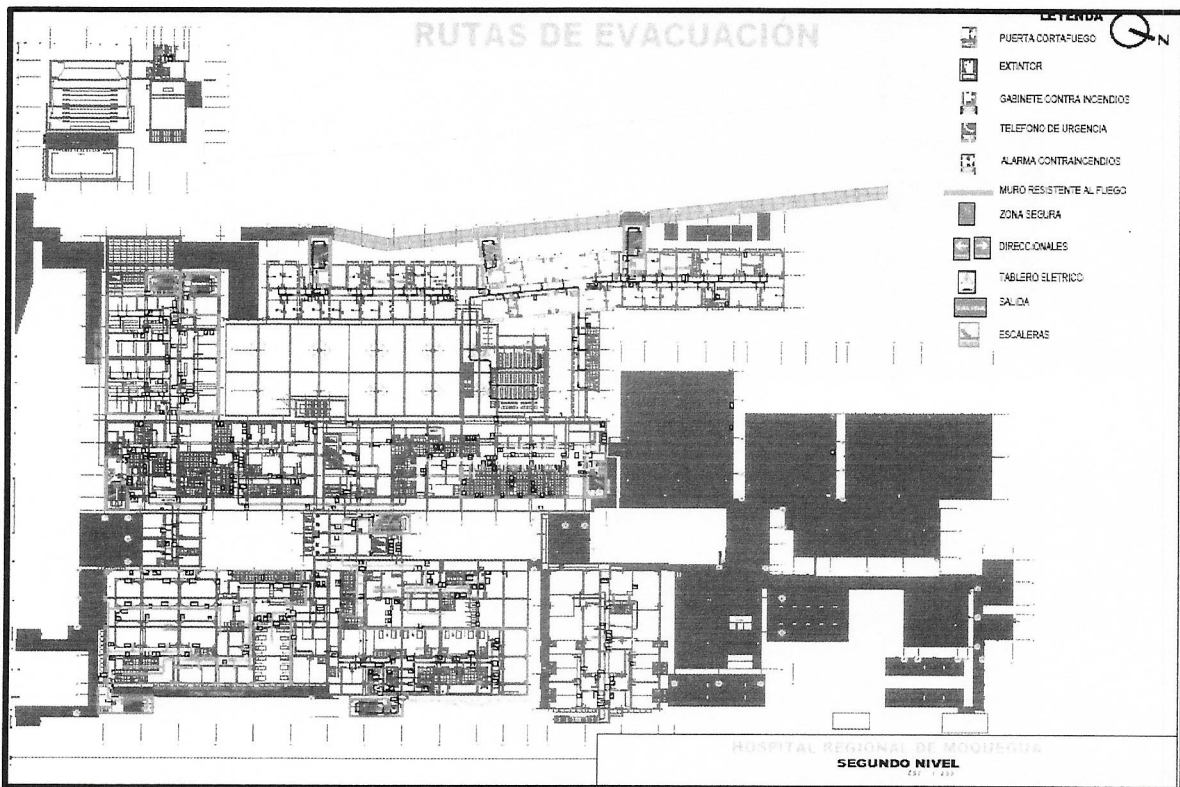 RUTAS DE EVACUACIÓN
LEYENDA
N
PUERTA CORTAFUEGO
EXTINTOR
GABINETE CONTRA INCENDIOS
TELEFONO DE URGENCIA
ALARMA CONTRAINCENDIOS
MURO RESISTENTE AL FUEGO
ZONA SEGURA
DIRECCIONALES
TABLERO ELETRICO
SALIDA
ESCALERAS
HOSPITAL REGIONAL DE MOQUEGUA
SEGUNDO NIVEL